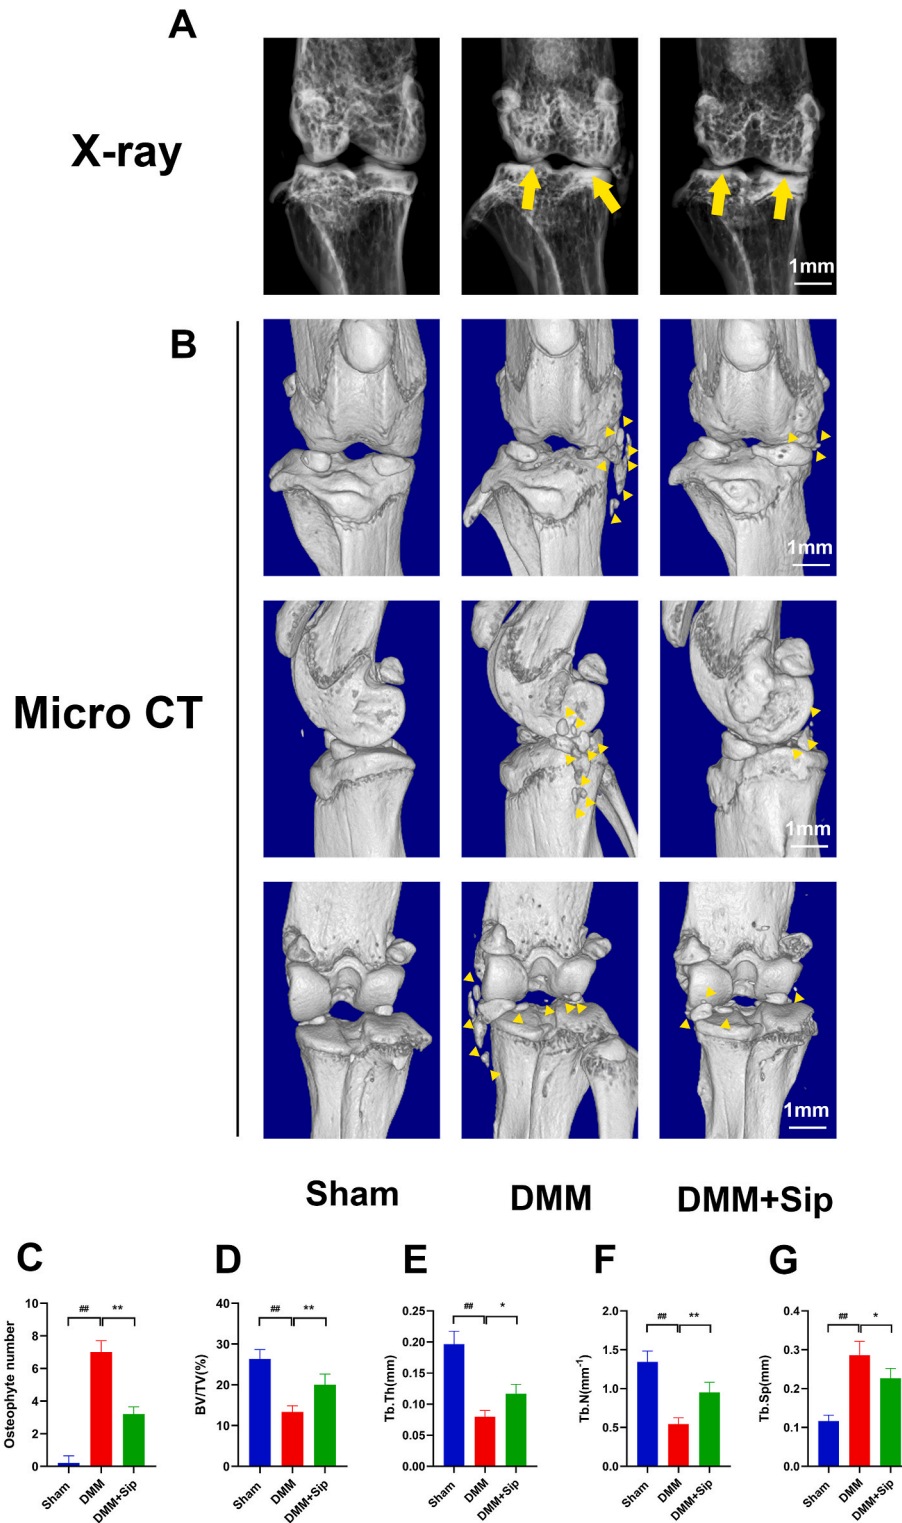 A
X-ray
1mm
B
1mm
Micro CT
1mm
1mm
Sham
DMM
DMM+Sip
C
D
E
F
G
Osteophyte number
10
8
6
4
2
0
##
**
Sham
DMM
DMM+Sip
BV/TV(%)
40
30
20
10
0
##
**
Sham
DMM
DMM+Sip
Tb.Th(mm)
0.25
0.20
0.15
0.10
0.05
0.00
##
*
Sham
DMM
DMM+Sip
Tb.N(mm⁻¹)
2.0
1.5
1.0
0.5
0.0
##
**
Sham
DMM
DMM+Sip
Tb.Sp(mm)
0.4
0.3
0.2
0.1
0.0
##
*
Sham
DMM
DMM+Sip